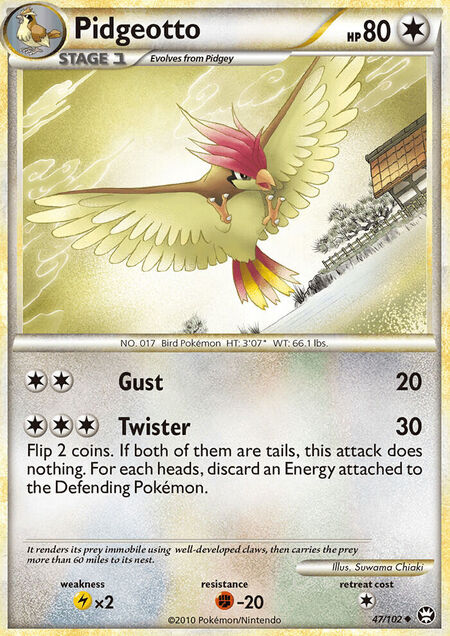 Pidgeotto
HP 80
STAGE 1
Evolves from Pidgey
NO. 017 Bird Pokémon HT: 3'07" WT: 66.1 lbs.
Gust 20
Twister 30
Flip 2 coins. If both of them are tails, this attack does
nothing. For each heads, discard an Energy attached to
the Defending Pokémon.
It renders its prey immobile using well-developed claws, then carries the prey
more than 60 miles to its nest.
Illus. Suwama Chiaki
weakness resistance retreat cost
×2 -20
47/102
©2010 Pokémon/Nintendo